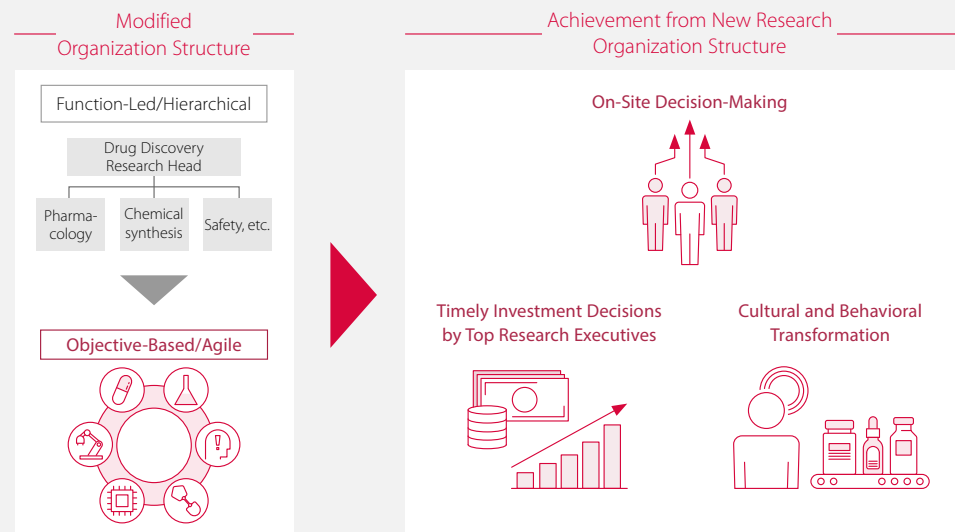 Modified
Organization Structure
Function-Led/Hierarchical
Drug Discovery
Research Head
Pharma-
cology
Chemical
synthesis
Safety, etc.
Objective-Based/Agile
Achievement from New Research
Organization Structure
On-Site Decision-Making
Timely Investment Decisions
by Top Research Executives
Cultural and Behavioral
Transformation